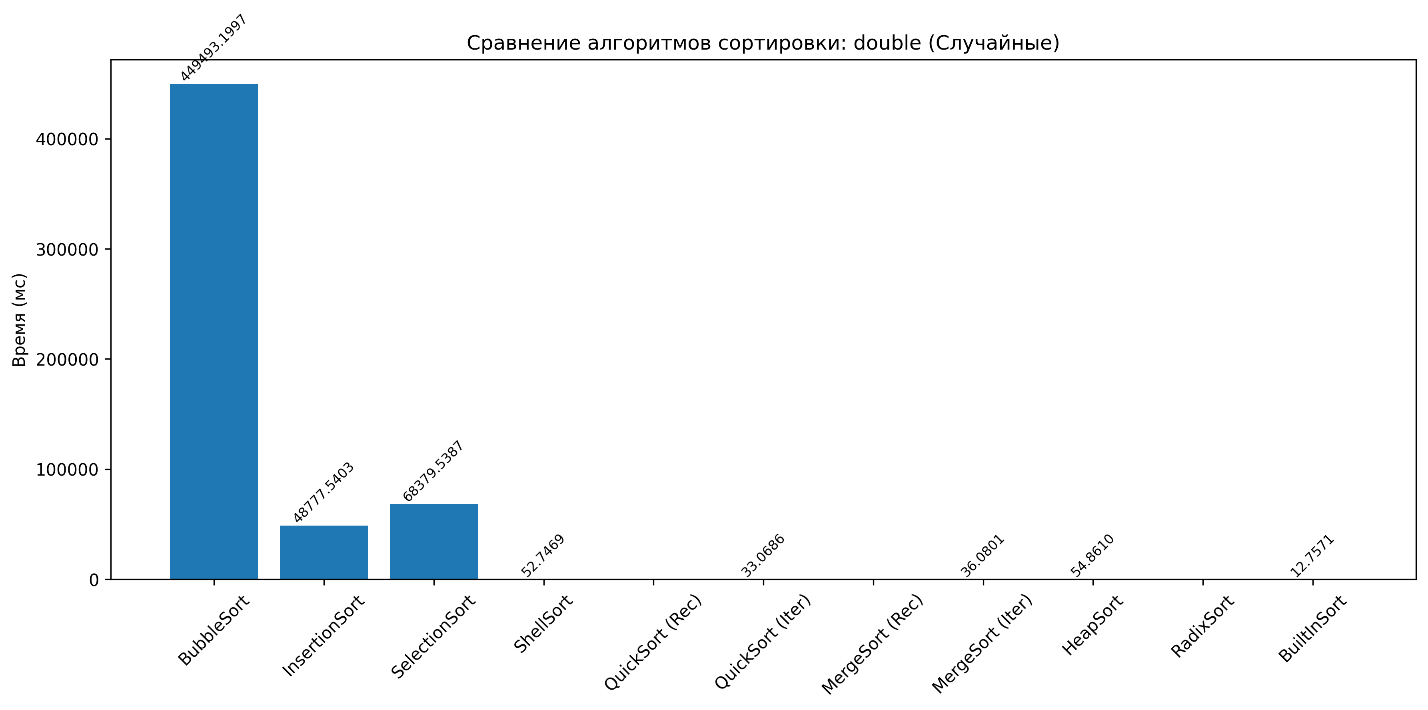 Сравнение алгоритмов сортировки: double (Случайные)
Время (мс)
400000
300000
200000
100000
0
449493.1997
48777.5403
68379.5387
52.7469
33.0686
36.0801
54.8610
12.7571
BubbleSort
InsertionSort
SelectionSort
ShellSort
QuickSort (Rec)
QuickSort (Iter)
MergeSort (Rec)
MergeSort (Iter)
HeapSort
RadixSort
BuiltInSort